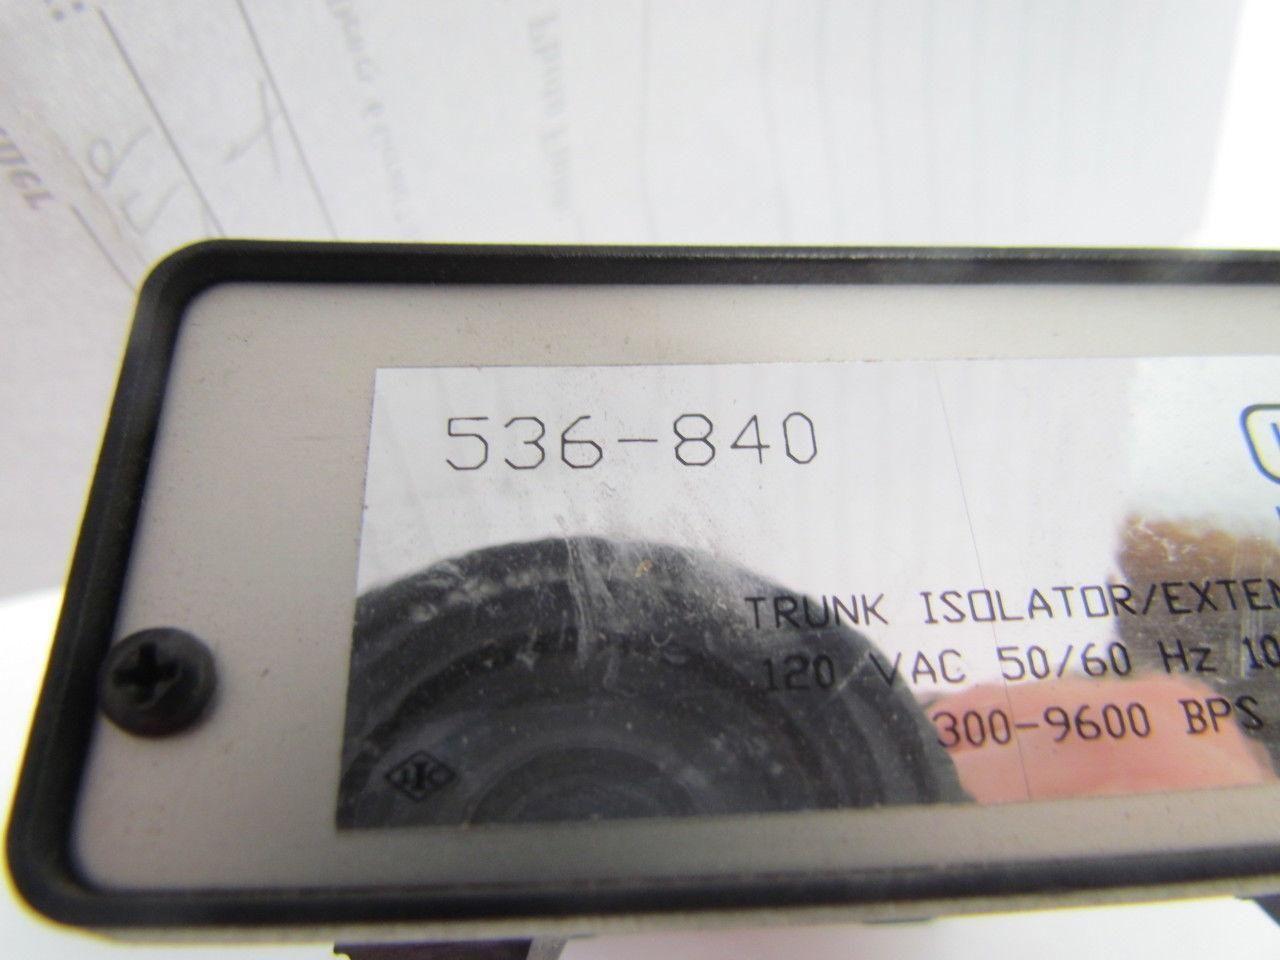 536-840
TRUNK ISOLATOR/EXTEN
120 VAC 50/60 Hz 10
300-9600 BPS